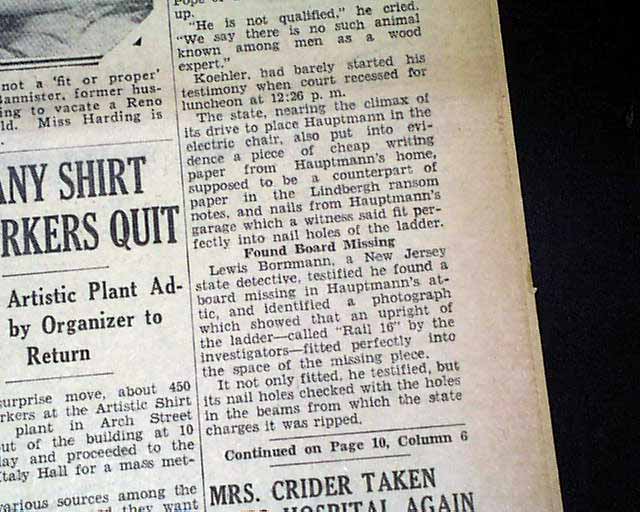 not a 'fit or proper'
Bannister, former hus-
ing to vacate a Reno
ld. Miss Harding is
ANY SHIRT
RKERS QUIT
Artistic Plant Ad-
by Organizer to
Return
surprise move, about 450
rkers at the Artistic Shirt
plant in Arch Street
out of the building at 10
lay and proceeded to the
Italy Hall for a mass met-
various sources among the
they want
up.
"He is not qualified," he cried.
"We say there is no such animal
known among men as a wood
expert."
Koehler, had barely started his
testimony when court recessed for
luncheon at 12:26 p. m.
The state, nearing the climax of
its drive to place Hauptmann in the
electric chair, also put into evi-
dence a piece of cheap writing
paper from Hauptmann's home,
supposed to be a counterpart of
paper in the Lindbergh ransom
notes, and nails from Hauptmann's
garage which a witness said fit per-
fectly into nail holes of the ladder.
Found Board Missing
Lewis Bornmann, a New Jersey
state detective, testified he found a
board missing in Hauptmann's at-
tic, and identified a photograph
which showed that an upright of
the ladder—called "Rail 16" by the
investigators—fitted perfectly into
the space of the missing piece.
It not only fitted, he testified, but
its nail holes checked with the holes
in the beams from which the state
charges it was ripped.
Continued on Page 10, Column 6
MRS. CRIDER TAKEN
HOSPITAL AGAIN